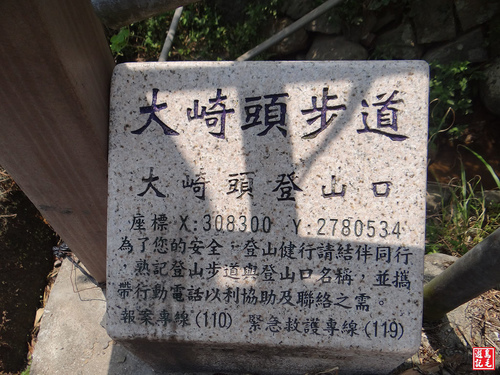 大崎頭步道
大崎頭登山口
座標 X:308300 Y:2780534
為了您的安全，登山健行請結伴同行
熟記登山步道與登山口名稱，並攜
帶行動電話以利協助及聯絡之需。
報案專線(110) 緊急救護專線(119)